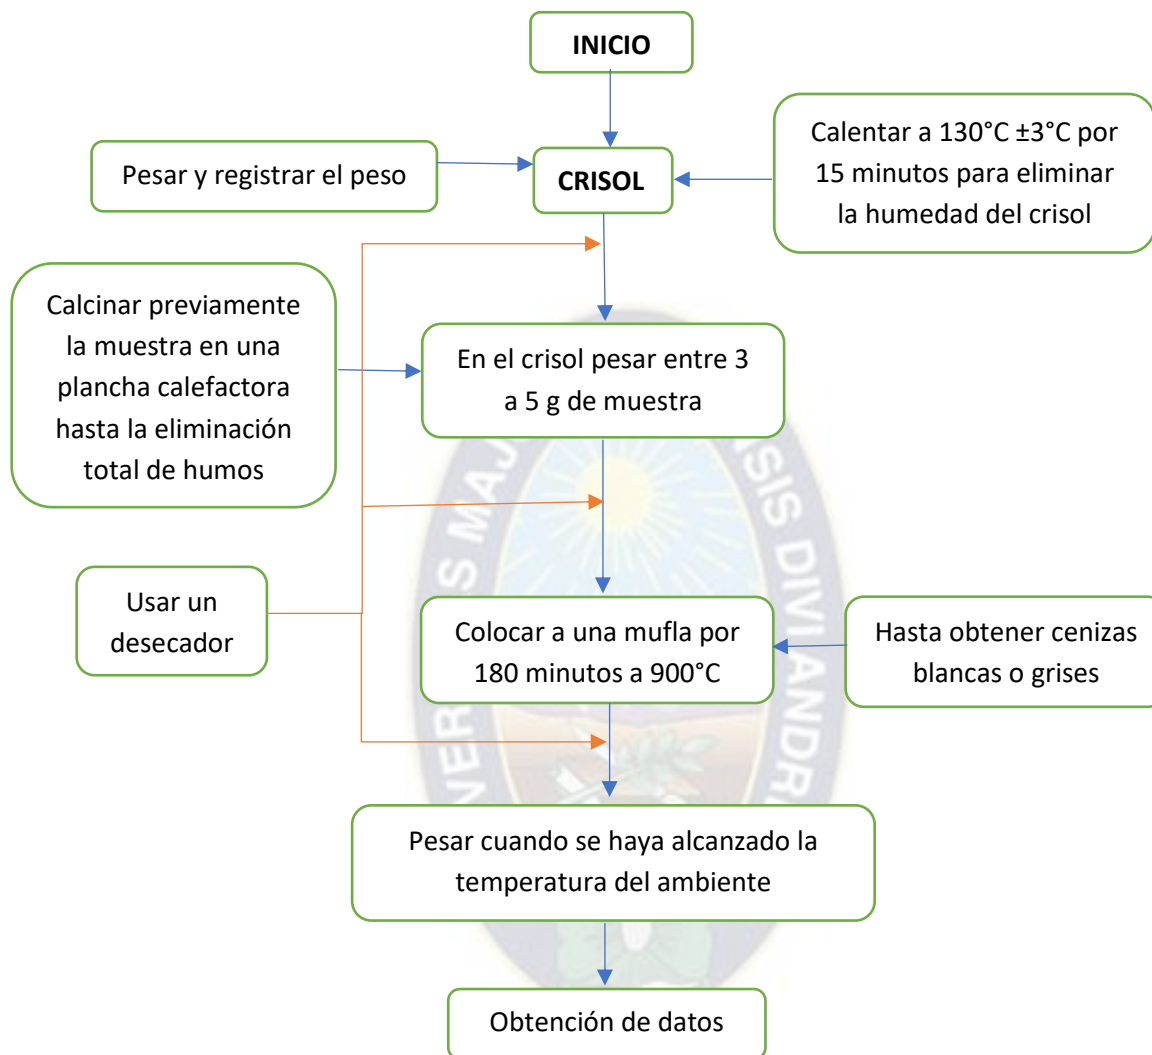 INICIO
Pesar y registrar el peso
CRISOL
Calentar a 130°C ±3°C por
15 minutos para eliminar
la humedad del crisol
Calcinar previamente
la muestra en una
plancha calefactora
hasta la eliminación
total de humos
En el crisol pesar entre 3
a 5 g de muestra
Usar un
desecador
Colocar a una mufla por
180 minutos a 900°C
Hasta obtener cenizas
blancas o grises
Pesar cuando se haya alcanzado la
temperatura del ambiente
Obtención de datos